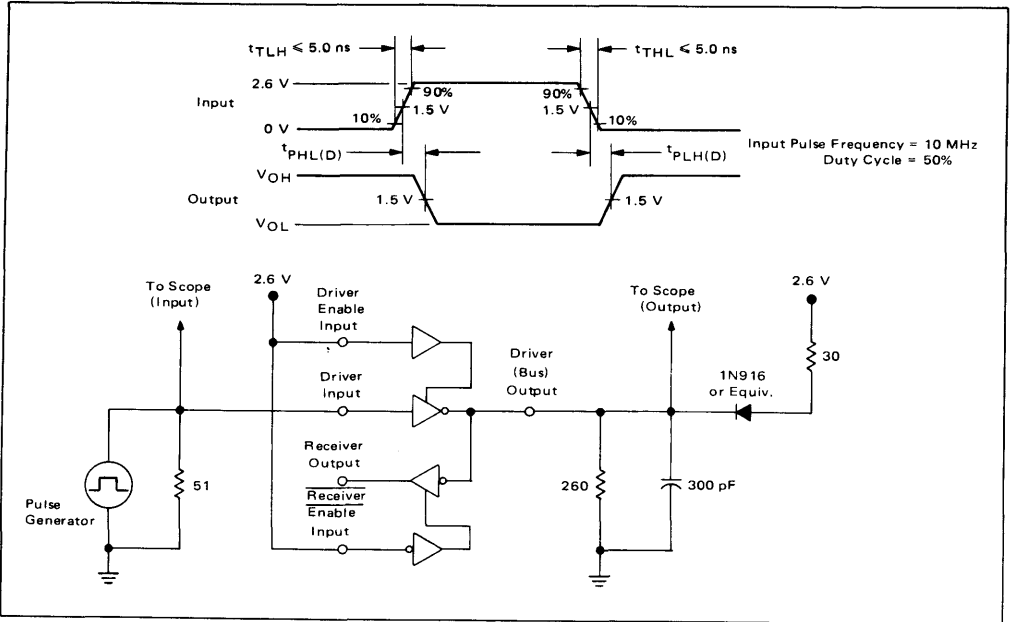 tTLH ≤ 5.0 ns
tTHL ≤ 5.0 ns
2.6 V
90%
90%
Input
1.5 V
1.5 V
10%
10%
0 V
Input Pulse Frequency = 10 MHz
Duty Cycle = 50%
tPHL(D)
tPLH(D)
VOH
Output
1.5 V
1.5 V
VOL
To Scope
(Input)
2.6 V
Driver
Enable
Input
To Scope
(Output)
2.6 V
30
Driver
Input
Driver
(Bus)
Output
1N916
or Equiv.
Receiver
Output
51
Pulse
Generator
Receiver
Enable
Input
260
300 pF